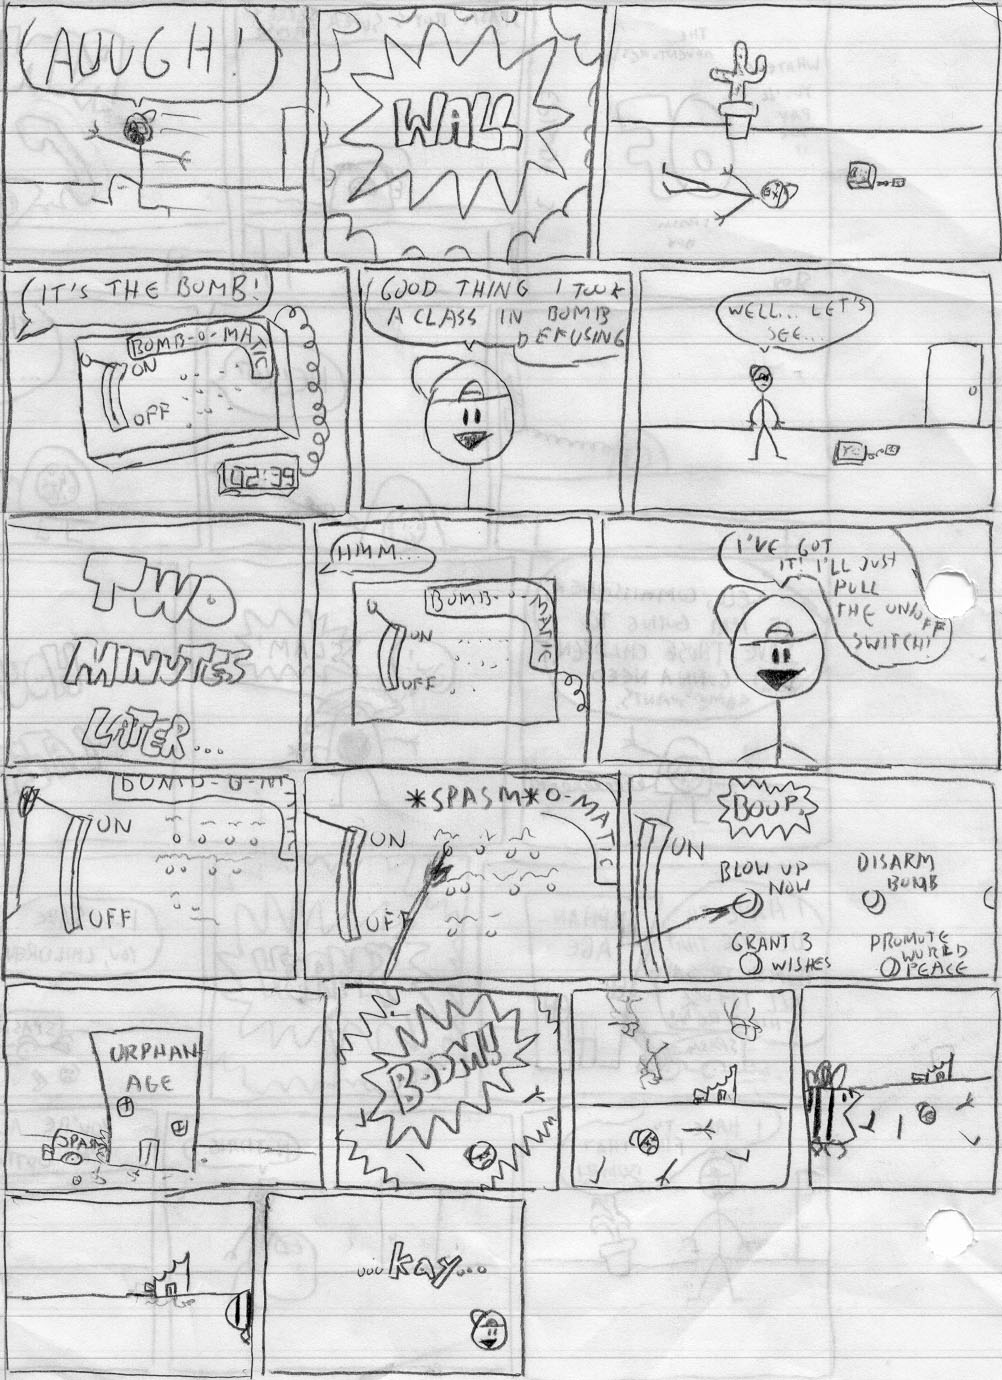 AUUGH!
WALL
IT'S THE BOMB!
BOMB-O-MATIC
ON
OFF
02:39
GOOD THING I TOOK
A CLASS IN BOMB
DEFUSING
WELL... LET'S
SEE...
TWO
MINUTES
LATER...
HMM...
BOMB-O-MATIC
ON
OFF
I'VE GOT
IT! I'LL JUST
PULL
THE ON/OFF
SWITCH!
BOMB-O-M
ON
OFF
*SPASM*O-MATIC
ON
OFF
BOUP.
ON
BLOW UP
NOW
DISARM
BOMB
GRANT 3
WISHES
PROMOTE
WORLD
PEACE
ORPHAN
AGE
SPAS
BOOM!
...kay...